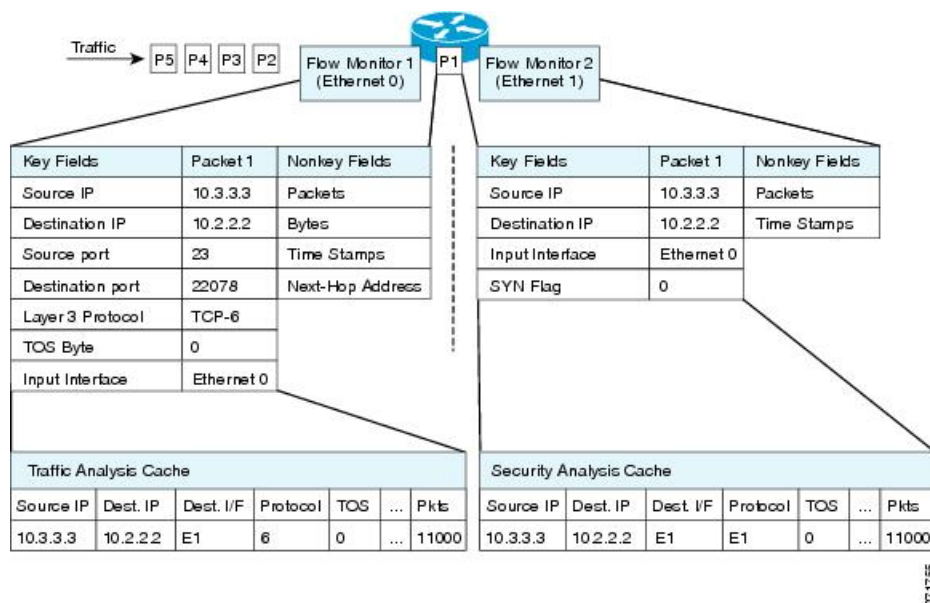 Traffic
P5 P4 P3 P2
Flow Monitor 1
(Ethernet 0)
P1
Flow Monitor 2
(Ethernet 1)
Key Fields Packet 1 Nonkey Fields
Source IP 10.3.3.3 Packets
Destination IP 10.2.2.2 Bytes
Source port 23 Time Stamps
Destination port 22078 Next-Hop Address
Layer 3 Protocol TCP-6
TOS Byte 0
Input Interface Ethernet 0
Key Fields Packet 1 Nonkey Fields
Source IP 10.3.3.3 Packets
Destination IP 10.2.2.2 Time Stamps
Input Interface Ethernet 0
SYN Flag 0
Traffic Analysis Cache
Source IP Dest. IP Dest. I/F Protocol TOS ... Pkts
10.3.3.3 10.2.2.2 E1 6 0 ... 11000
Security Analysis Cache
Source IP Dest. IP Dest. I/F Protocol TOS ... Pkts
10.3.3.3 10.2.2.2 E1 E1 0 ... 11000